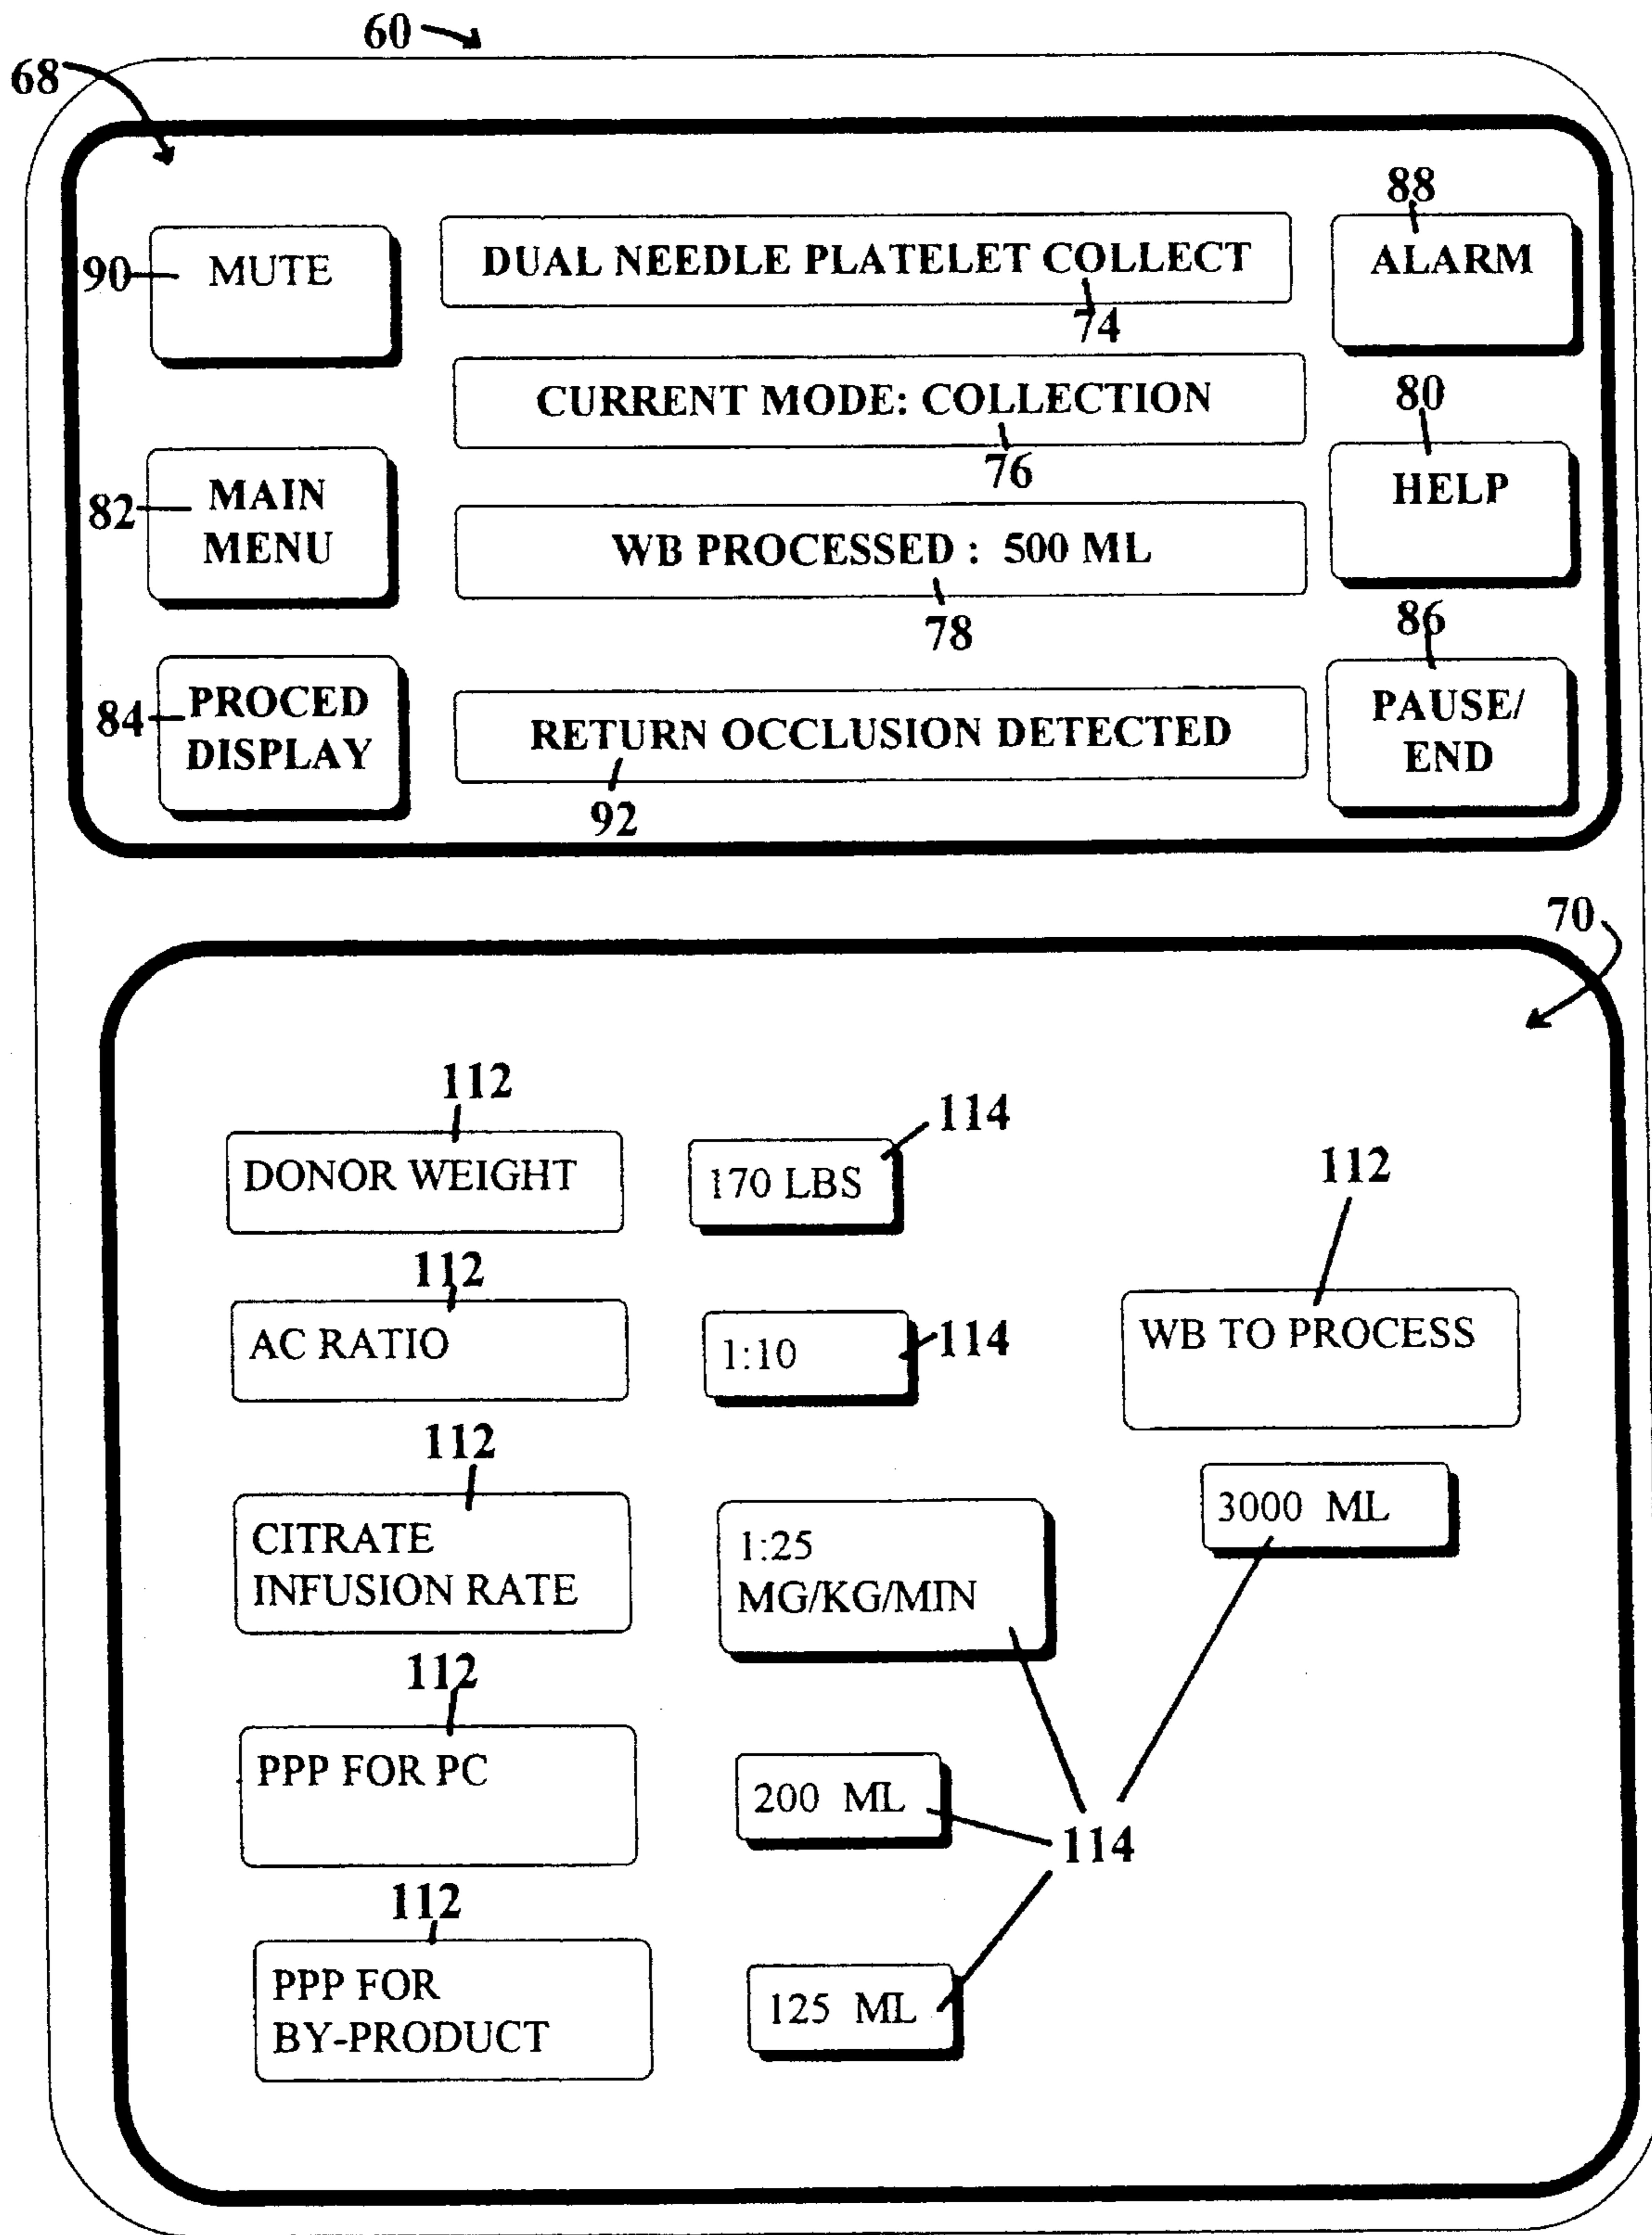 60
68
88
90
MUTE
DUAL NEEDLE PLATELET COLLECT
ALARM
74
CURRENT MODE: COLLECTION
80
76
82
MAIN
MENU
HELP
WB PROCESSED : 500 ML
78
86
84
PROCED
DISPLAY
RETURN OCCLUSION DETECTED
PAUSE/
END
92
70
112
114
DONOR WEIGHT
170 LBS
112
112
AC RATIO
1:10
114
WB TO PROCESS
112
3000 ML
CITRATE
INFUSION RATE
1:25
MG/KG/MIN
112
PPP FOR PC
200 ML
114
112
PPP FOR
BY-PRODUCT
125 ML